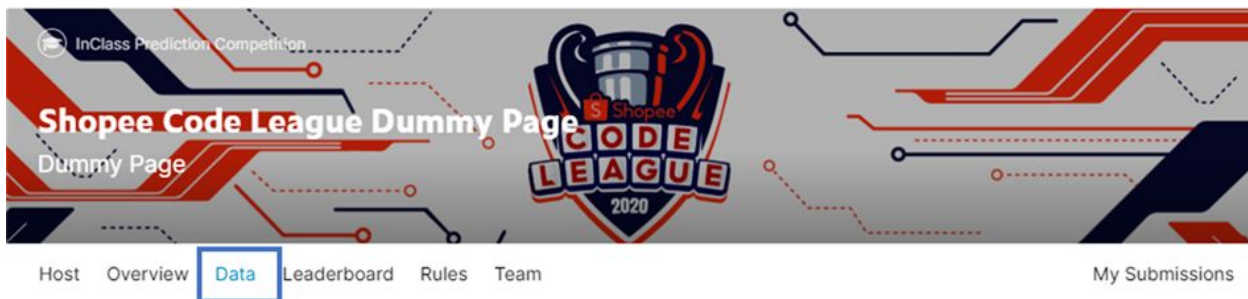 InClass Prediction Competition
Shopee Code League Dummy Page
Dummy Page
S Shopee
CODE
LEAGUE
2020
Host Overview Data Leaderboard Rules Team My Submissions